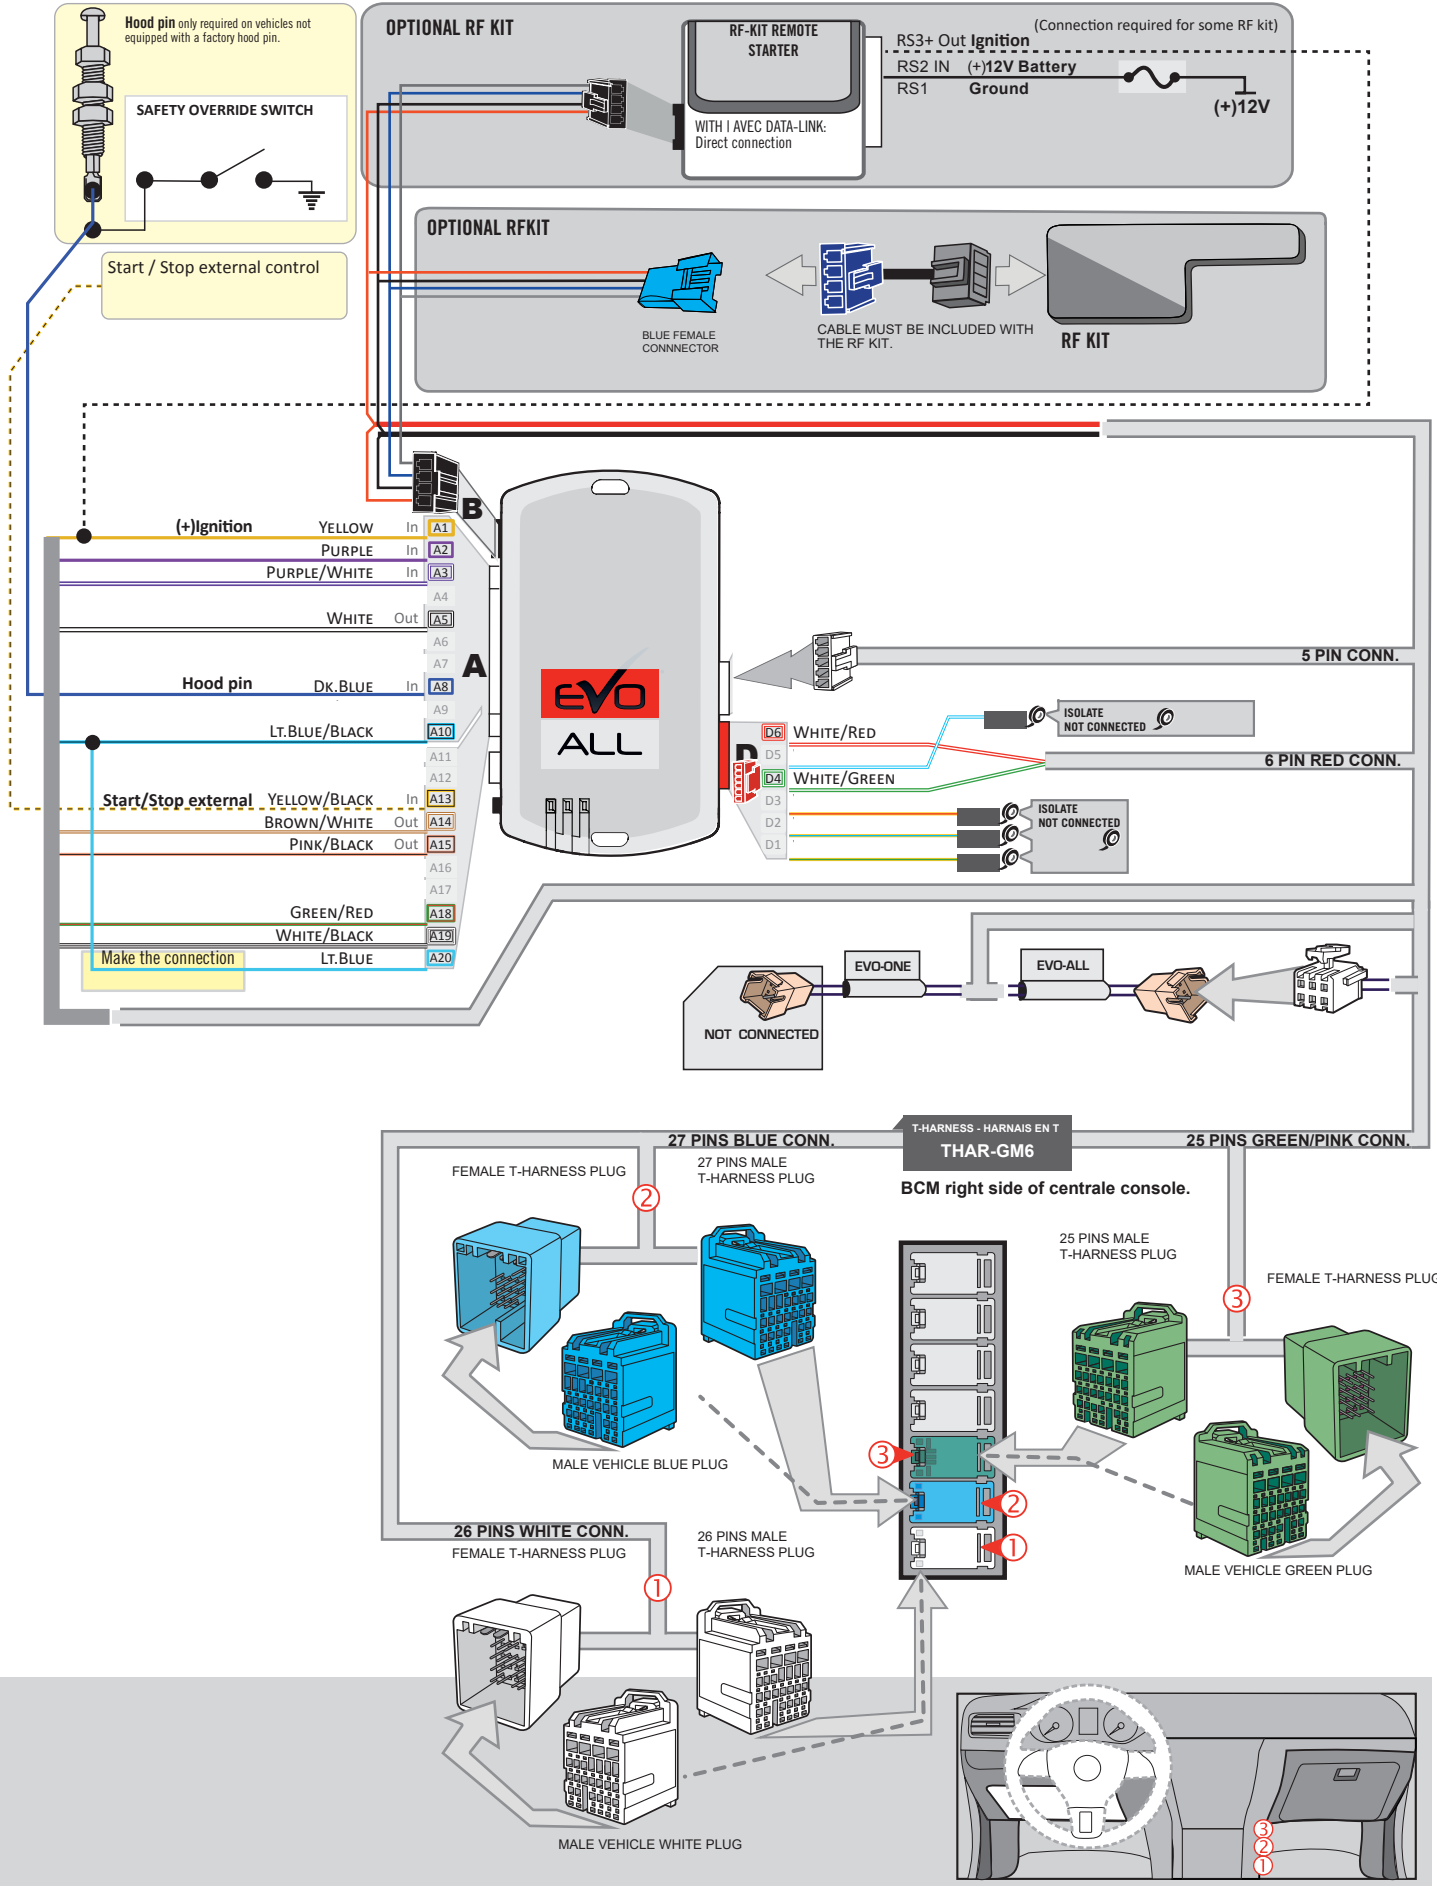 Hood pin only required on vehicles not
equipped with a factory hood pin.
SAFETY OVERRIDE SWITCH
Start / Stop external control
OPTIONAL RF KIT
RF-KIT REMOTE
STARTER
WITH | AVEC DATA-LINK:
Direct connection
(Connection required for some RF kit)
RS3+ Out Ignition
RS2 IN (+)12V Battery
RS1 Ground
(+)12V
OPTIONAL RFKIT
BLUE FEMALE
CONNNECTOR
CABLE MUST BE INCLUDED WITH
THE RF KIT.
RF KIT
B
A
D
(+)Ignition YELLOW In A1
PURPLE In A2
PURPLE/WHITE In A3
A4
WHITE Out A5
A6
A7
Hood pin DK.BLUE In A8
A9
LT.BLUE/BLACK A10
A11
A12
Start/Stop external YELLOW/BLACK In A13
BROWN/WHITE Out A14
PINK/BLACK Out A15
A16
A17
GREEN/RED A18
WHITE/BLACK A19
Make the connection LT.BLUE A20
EVO
ALL
5 PIN CONN.
D6 WHITE/RED
D5
D4 WHITE/GREEN
D3
D2
D1
ISOLATE
NOT CONNECTED
6 PIN RED CONN.
ISOLATE
NOT CONNECTED
EVO-ONE
EVO-ALL
NOT CONNECTED
T-HARNESS - HARNAIS EN T
THAR-GM6
27 PINS BLUE CONN.
25 PINS GREEN/PINK CONN.
BCM right side of centrale console.
FEMALE T-HARNESS PLUG
27 PINS MALE
T-HARNESS PLUG
2
MALE VEHICLE BLUE PLUG
25 PINS MALE
T-HARNESS PLUG
FEMALE T-HARNESS PLUG
3
MALE VEHICLE GREEN PLUG
3
2
1
26 PINS WHITE CONN.
FEMALE T-HARNESS PLUG
26 PINS MALE
T-HARNESS PLUG
1
MALE VEHICLE WHITE PLUG
3
2
1